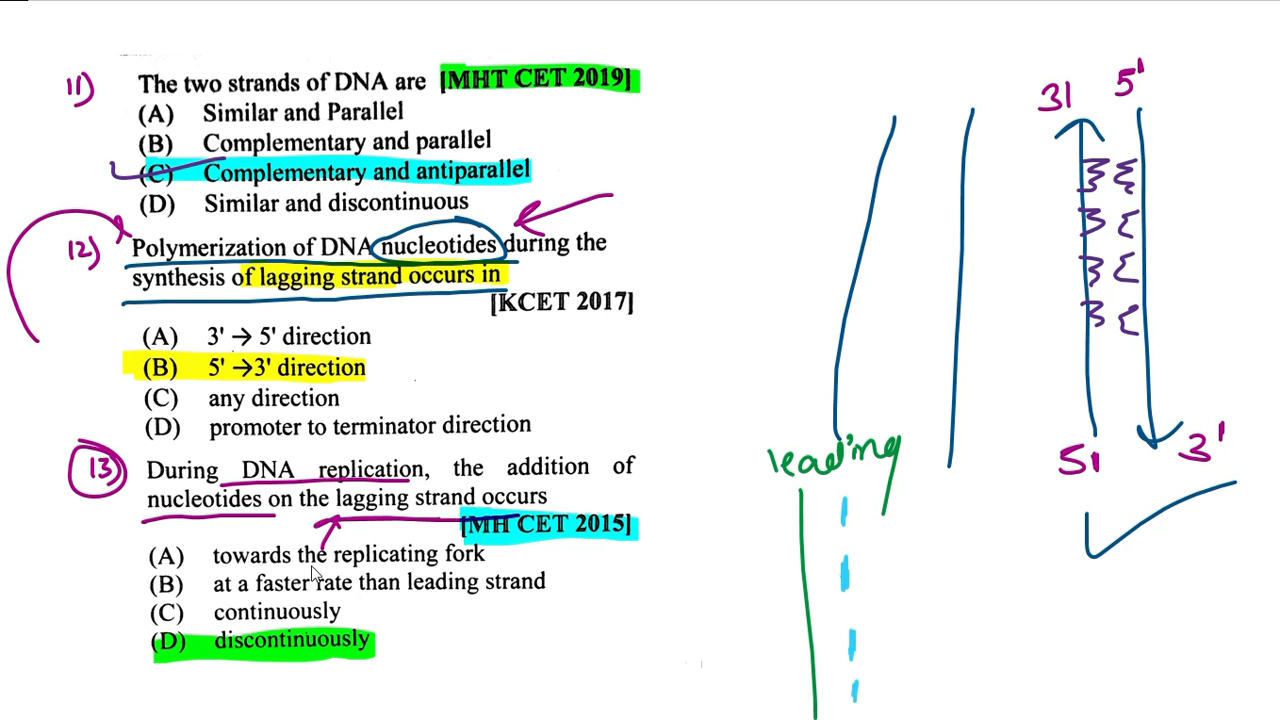 11) The two strands of DNA are [MHT CET 2019]
(A) Similar and Parallel
(B) Complementary and parallel
(C) Complementary and antiparallel
(D) Similar and discontinuous
12) Polymerization of DNA nucleotides during the
synthesis of lagging strand occurs in
[KCET 2017]
(A) 3' → 5' direction
(B) 5' →3' direction
(C) any direction
(D) promoter to terminator direction
13) During DNA replication, the addition of
nucleotides on the lagging strand occurs
[MH CET 2015]
(A) towards the replicating fork
(B) at a faster rate than leading strand
(C) continuously
(D) discontinuously
3' 5'
leading
5' 3'